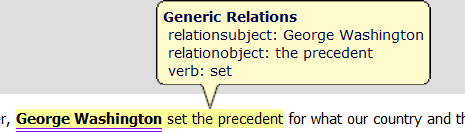 Generic Relations
relationsubject: George Washington
relationobject: the precedent
verb: set
er, George Washington set the precedent for what our country and th